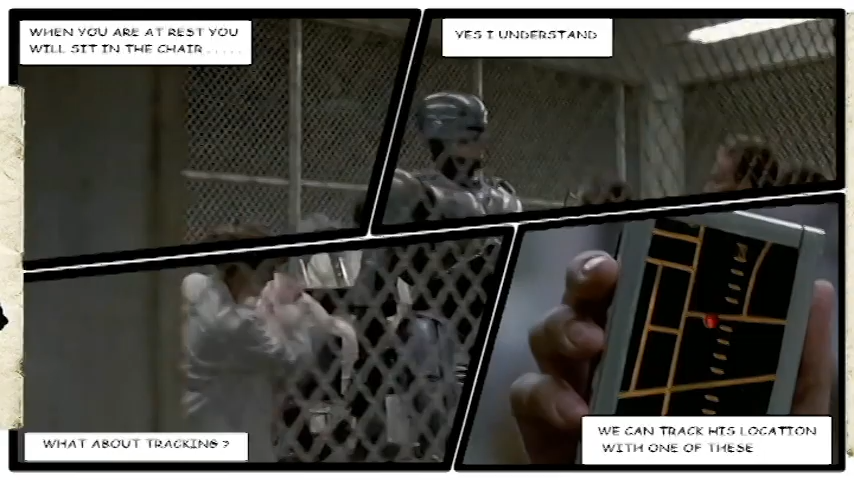 WHEN YOU ARE AT REST YOU
WILL SIT IN THE CHAIR . . . . .
YES I UNDERSTAND
WHAT ABOUT TRACKING ?
WE CAN TRACK HIS LOCATION
WITH ONE OF THESE